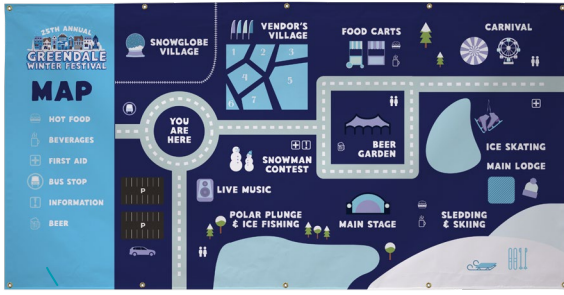 25TH ANNUAL
GREENDALE
WINTER FESTIVAL
MAP
HOT FOOD
BEVERAGES
FIRST AID
BUS STOP
INFORMATION
BEER
SNOWGLOBE
VILLAGE
VENDOR'S
VILLAGE
1
2
3
4
5
6
7
FOOD CARTS
CARNIVAL
YOU
ARE
HERE
BEER
GARDEN
ICE SKATING
MAIN LODGE
SNOWMAN
CONTEST
LIVE MUSIC
P
P
POLAR PLUNGE
& ICE FISHING
MAIN STAGE
SLEDDING
& SKIING